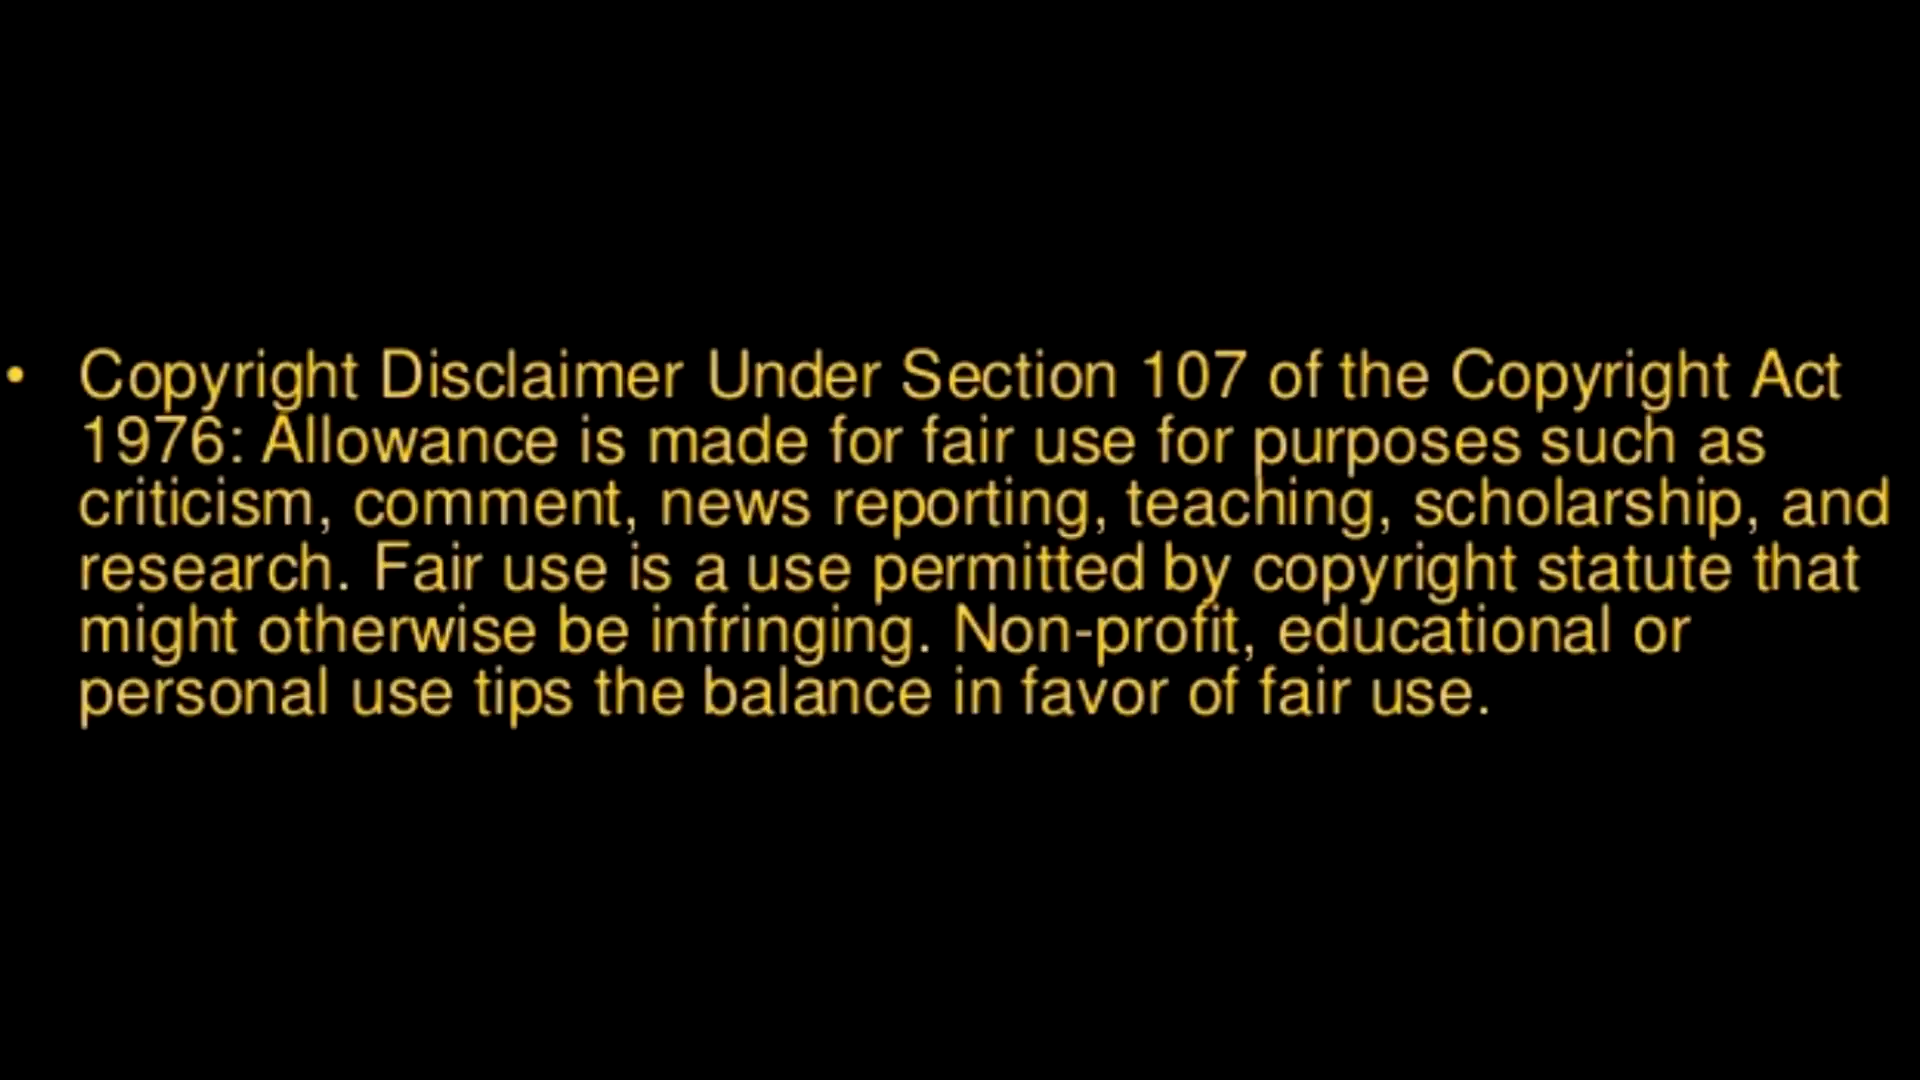 • Copyright Disclaimer Under Section 107 of the Copyright Act
1976: Allowance is made for fair use for purposes such as
criticism, comment, news reporting, teaching, scholarship, and
research. Fair use is a use permitted by copyright statute that
might otherwise be infringing. Non-profit, educational or
personal use tips the balance in favor of fair use.